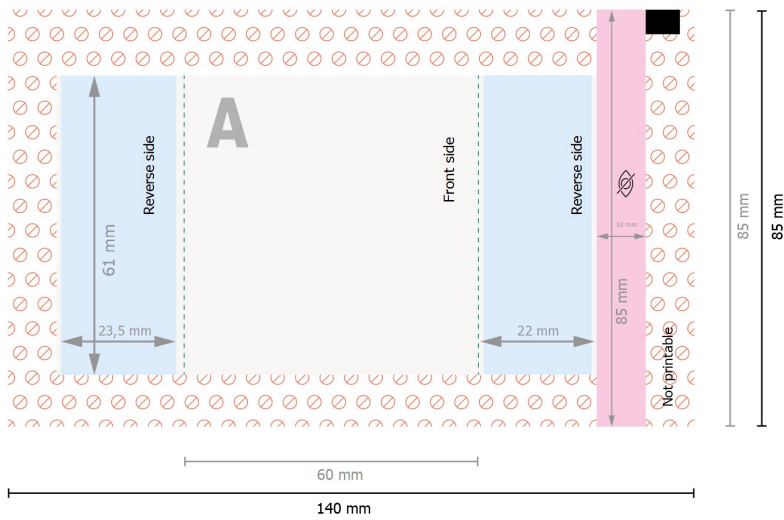 A
Reverse side
Front side
Reverse side
61 mm
23,5 mm
22 mm
10 mm
85 mm
Not printable
85 mm
85 mm
60 mm
140 mm